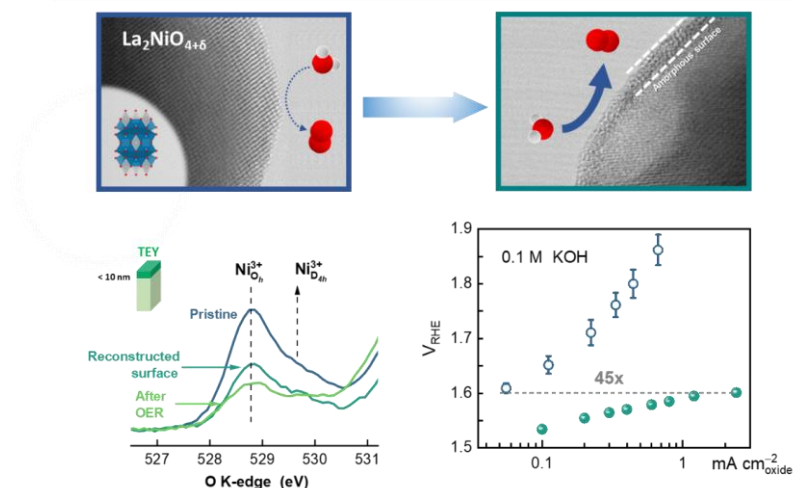 La₂NiO₄₊δ
Amorphous surface
TEY
< 10 nm
Ni³⁺Oₕ
Ni³⁺D₄ₕ
Pristine
Reconstructed
surface
After
OER
527 528 529 530 531
O K-edge (eV)
1.9
0.1 M KOH
1.8
1.7
VRHE
45x
1.6
1.5
0.1 1 mA cm⁻²oxide